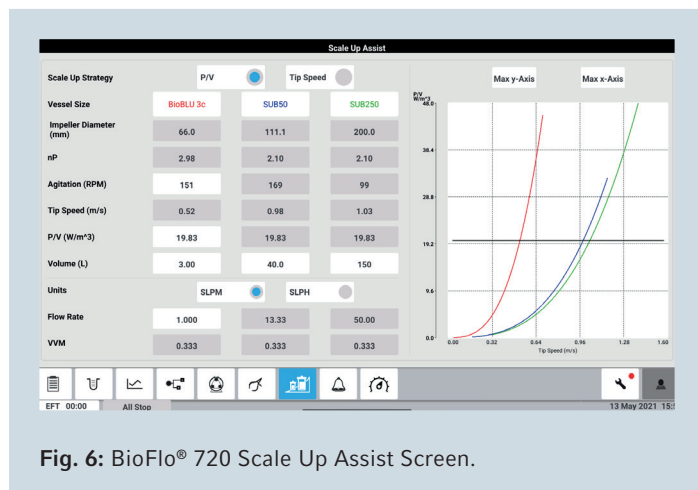 Scale Up Assist
Scale Up Strategy P/V Tip Speed
Vessel Size BioBLU 3c SUB50 SUB250
Impeller Diameter
(mm) 66.0 111.1 200.0
nP 2.98 2.10 2.10
Agitation (RPM) 151 169 99
Tip Speed (m/s) 0.52 0.98 1.03
P/V (W/m^3) 19.83 19.83 19.83
Volume (L) 3.00 40.0 150
Units SLPM SLPH
Flow Rate 1.000 13.33 50.00
VVM 0.333 0.333 0.333
Max y-Axis Max x-Axis
P/V
W/m^3
48.0
38.4
28.8
19.2
9.6
0.0
0.00 0.32 0.64 0.96 1.28 1.60
Tip Speed (m/s)
EFT 00:00 All Stop 13 May 2021 15:
Fig. 6: BioFlo® 720 Scale Up Assist Screen.